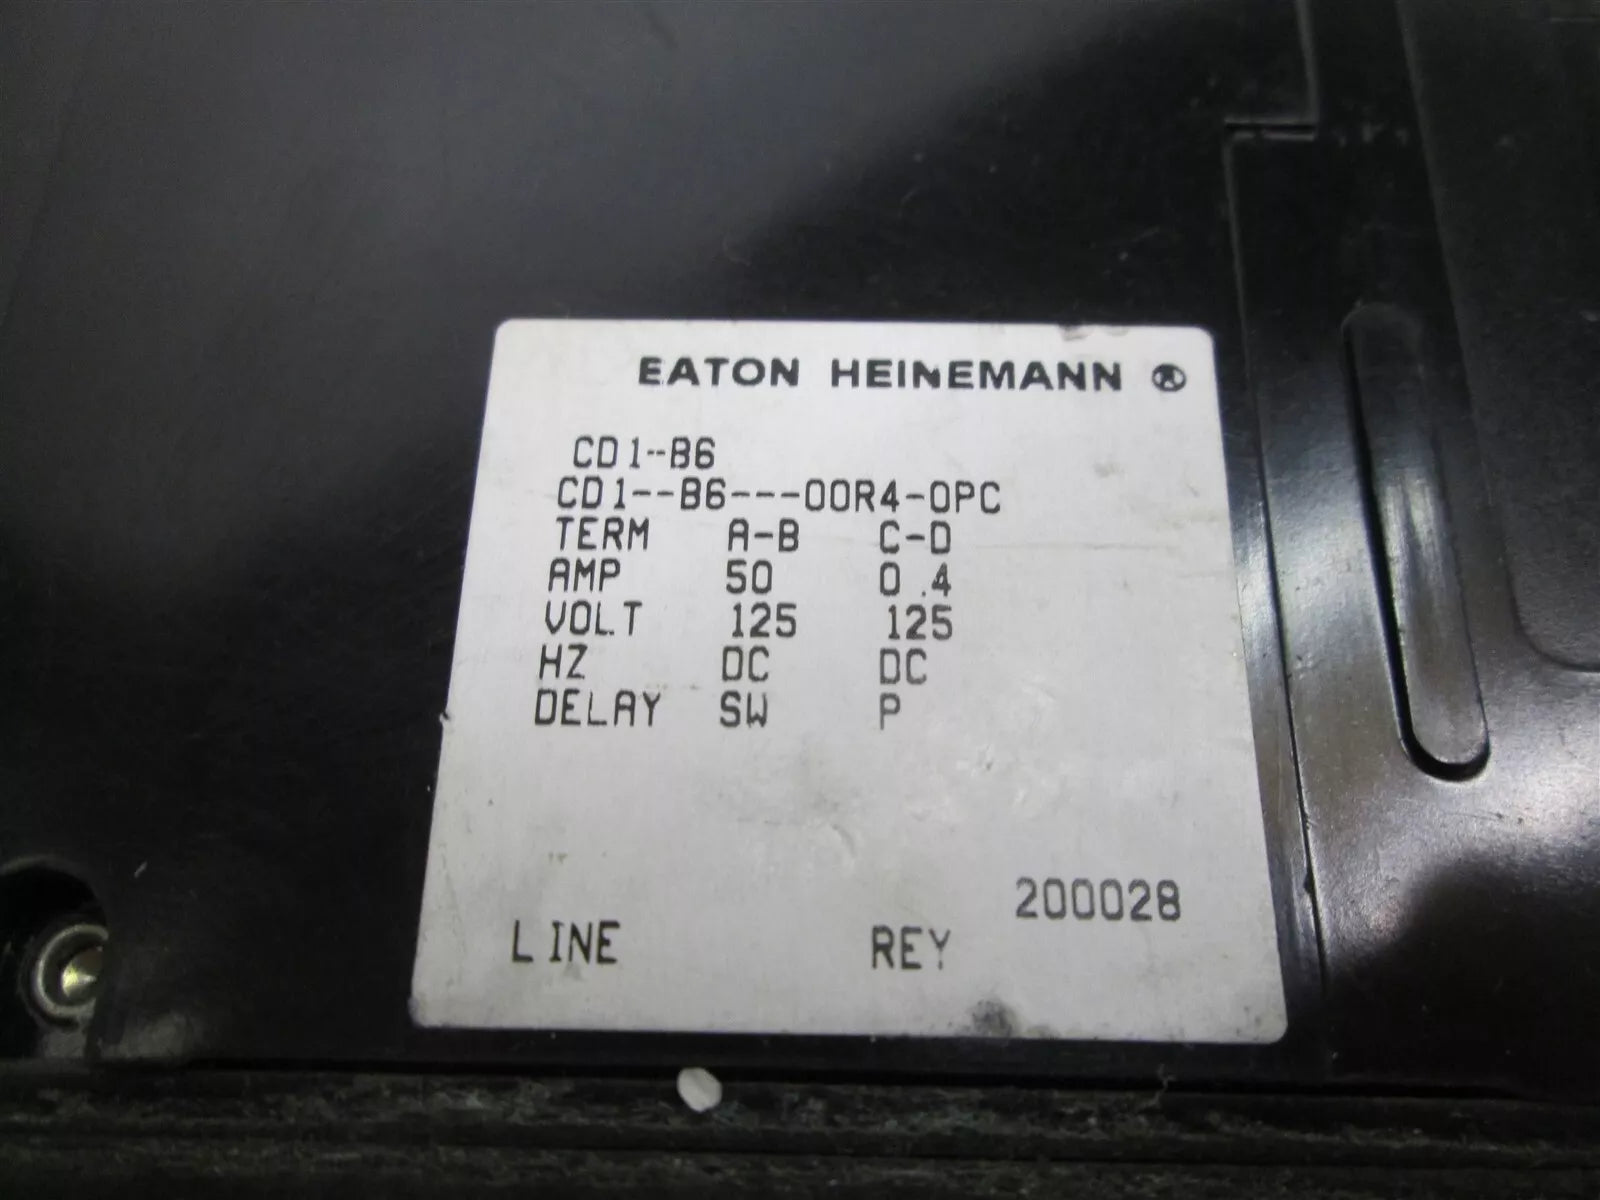 EATON HEINEMANN ®
CD1--B6
CD1--B6---00R4-0PC
TERM A-B C-D
AMP 50 0.4
VOLT 125 125
HZ DC DC
DELAY SW P
200028
LINE REY